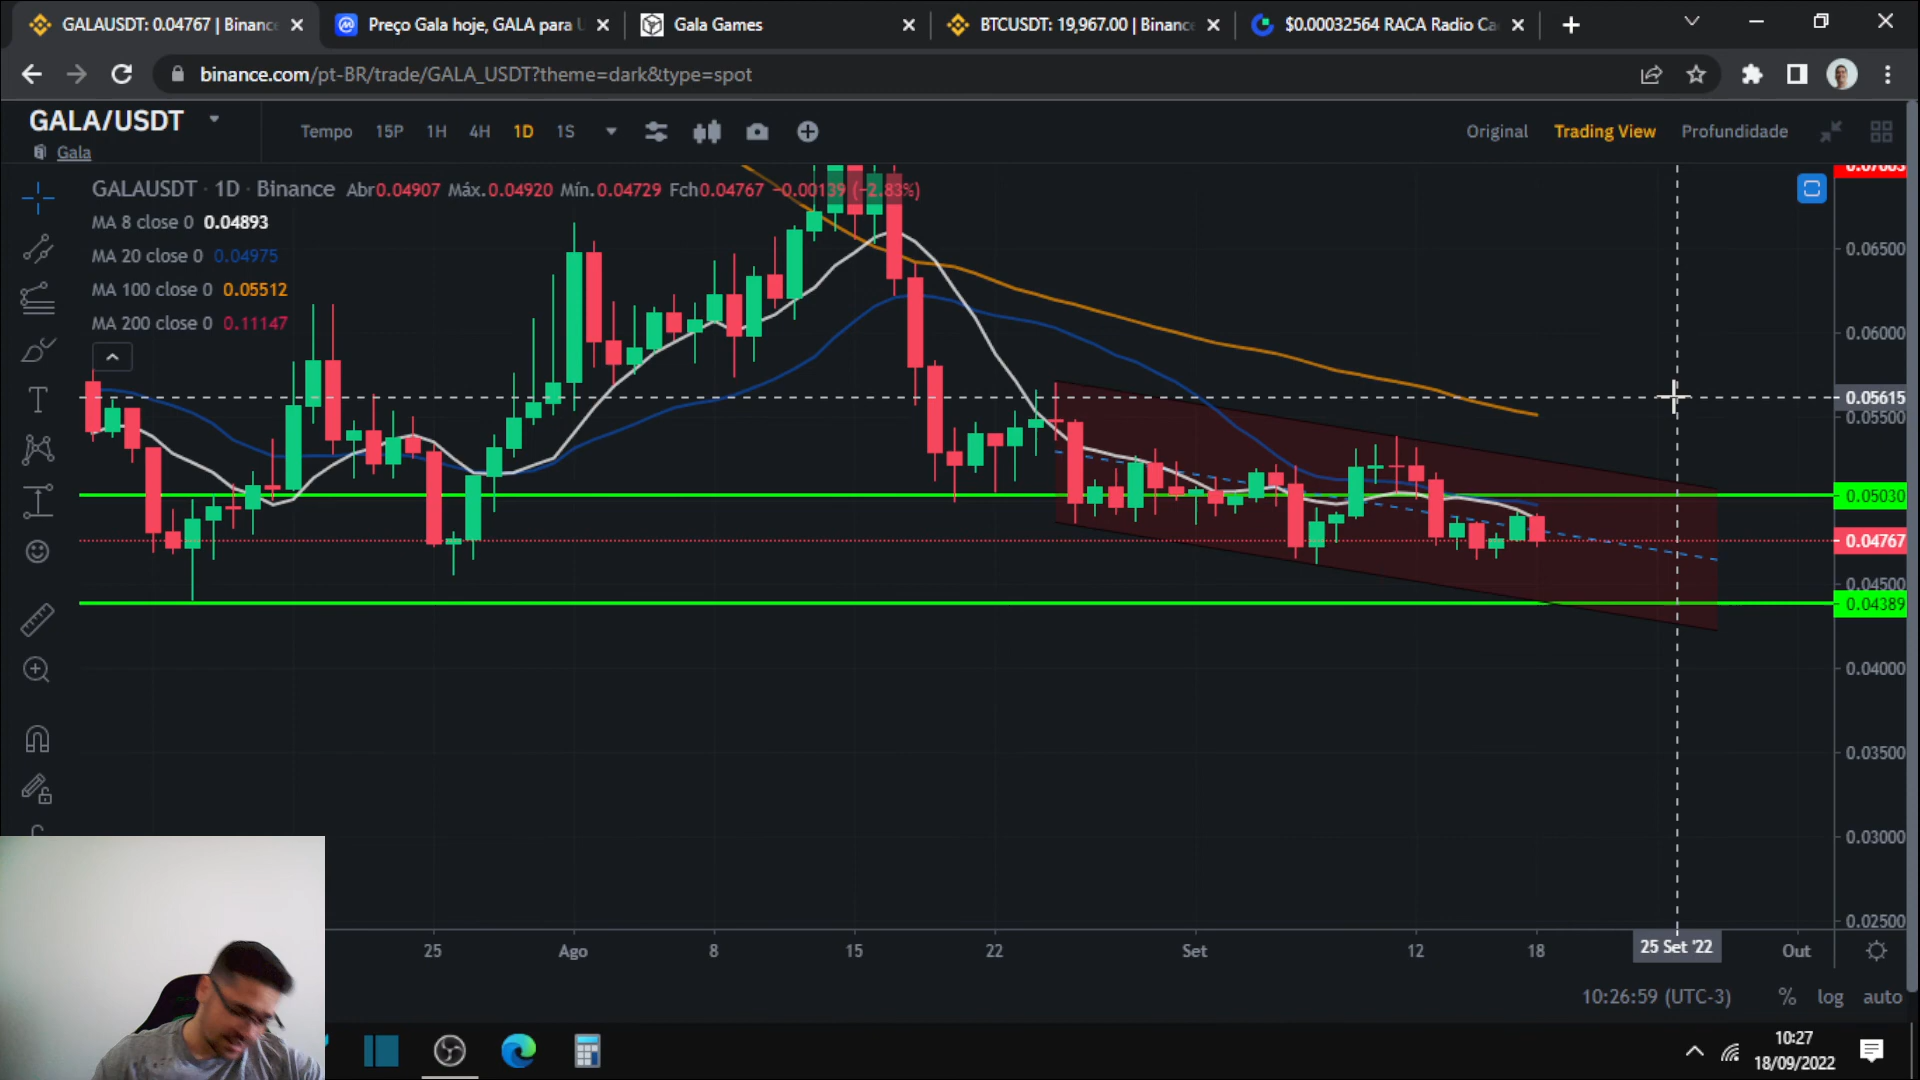 GALAUSDT: 0.04767 | Binanc
Preço Gala hoje, GALA para U
Gala Games
BTCUSDT: 19,967.00 | Binanc
$0.00032564 RACA Radio Ca
binance.com/pt-BR/trade/GALA_USDT?theme=dark&type=spot
GALA/USDT
Gala
Tempo 15P 1H 4H 1D 1S
Original Trading View Profundidade
GALAUSDT · 1D · Binance Abr0.04907 Máx.0.04920 Mín.0.04729 Fch0.04767 −0.00139 (−2.83%)
MA 8 close 0 0.04893
MA 20 close 0 0.04975
MA 100 close 0 0.05512
MA 200 close 0 0.11147
0.06500
0.06000
0.05615
0.05500
0.05030
0.04767
0.04500
0.04389
0.04000
0.03500
0.03000
0.02500
25 Ago 8 15 22 Set 12 18 25 Set '22 Out
10:26:59 (UTC-3) % log auto
10:27
18/09/2022